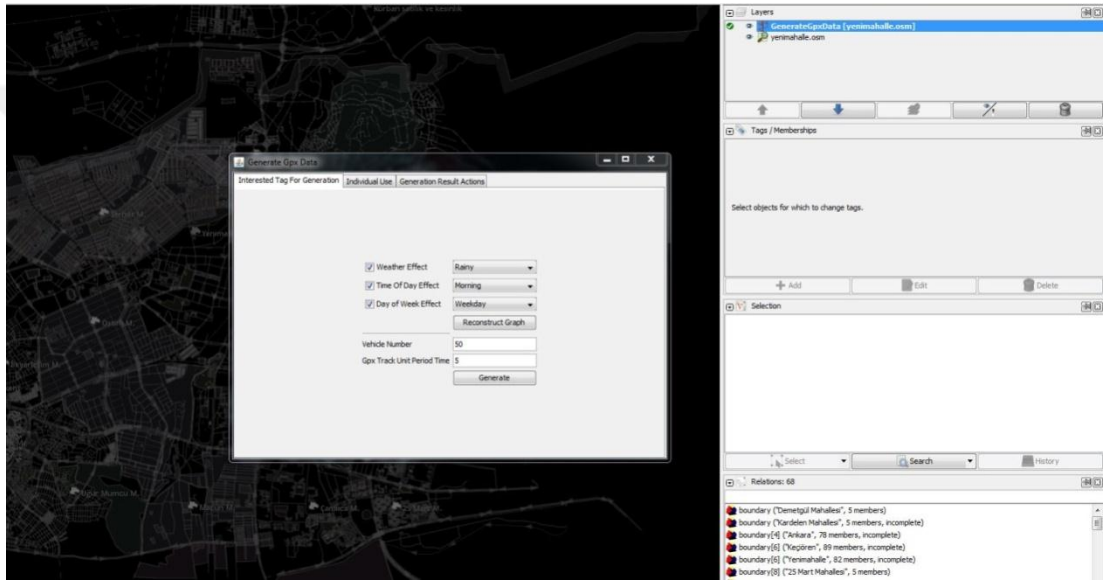 Kurban satılık ve kesimlik
Generate Gpx Data
Interested Tag For Generation
Individual Use
Generation Result Actions
Weather Effect
Rainy
Time Of Day Effect
Morning
Day of Week Effect
Weekday
Reconstruct Graph
Vehicle Number
50
Gpx Track Unit Period Time
5
Generate
Layers
GenerateGpxData [yenimahalle.osm]
yenimahalle.osm
Tags / Memberships
Select objects for which to change tags.
Add
Edit
Delete
Selection
Select
Search
History
Relations: 68
boundary ("Demetgül Mahallesi", 5 members)
boundary ("Kardelen Mahallesi", 5 members, incomplete)
boundary[4] ("Ankara", 78 members, incomplete)
boundary[6] ("Keçiören", 89 members, incomplete)
boundary[6] ("Yenimahalle", 82 members, incomplete)
boundary[8] ("25 Mart Mahallesi", 5 members)